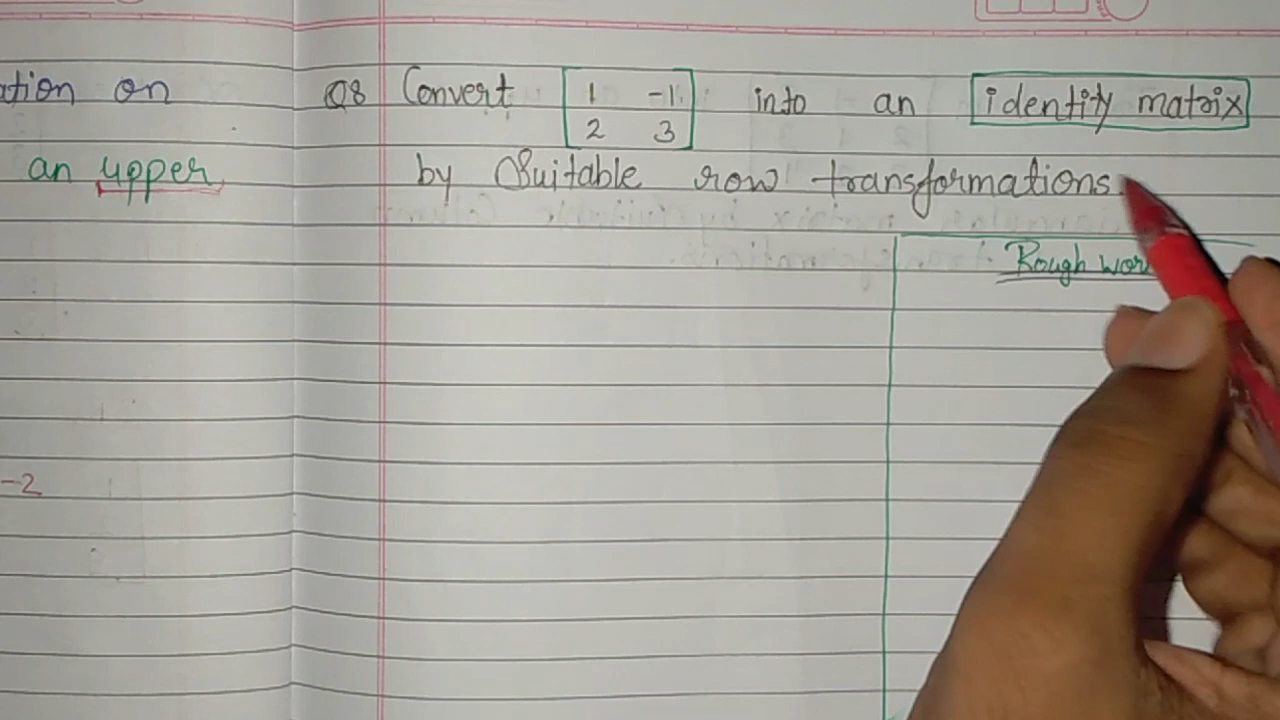 ation on
an upper
-2
Q8 Convert [1 -1] into an identity matrix
[2 3]
by Suitable row transformations.
Rough wor